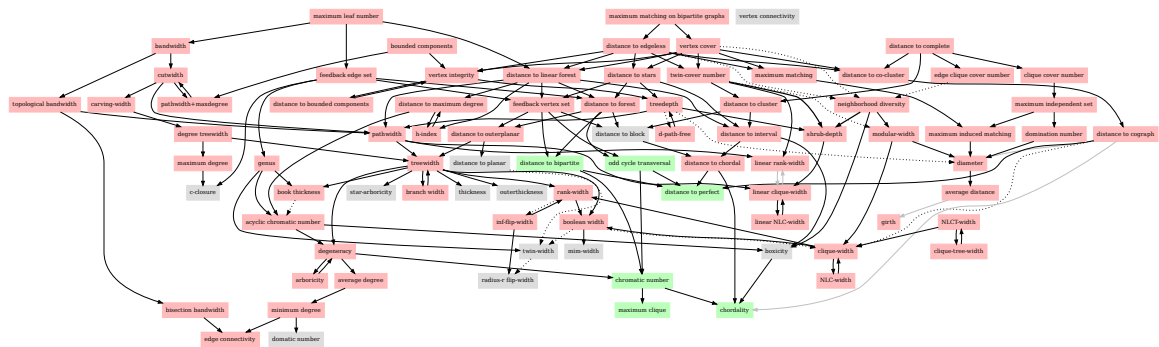 maximum leaf number
maximum matching on bipartite graphs
vertex connectivity
bandwidth
bounded components
distance to edgeless
vertex cover
distance to complete
topological bandwidth
cutwidth
carving-width
pathwidth+maxdegree
feedback edge set
distance to bounded components
vertex integrity
distance to linear forest
distance to stars
twin-cover number
maximum matching
distance to co-cluster
edge clique cover number
clique cover number
distance to maximum degree
feedback vertex set
distance to forest
treedepth
distance to cluster
neighborhood diversity
maximum independent set
degree treewidth
pathwidth
h-index
distance to outerplanar
distance to block
d-path-free
distance to interval
shrub-depth
modular-width
maximum induced matching
domination number
distance to cograph
maximum degree
genus
treewidth
distance to planar
distance to bipartite
odd cycle transversal
distance to chordal
linear rank-width
diameter
c-closure
book thickness
star-arboricity
branch width
thickness
outerthickness
rank-width
distance to perfect
linear clique-width
average distance
acyclic chromatic number
inf-flip-width
boolean width
linear NLC-width
girth
NLCT-width
degeneracy
twin-width
mim-width
boxicity
clique-width
clique-tree-width
arboricity
average degree
radius-r flip-width
chromatic number
NLC-width
bisection bandwidth
minimum degree
maximum clique
chordality
edge connectivity
domatic number